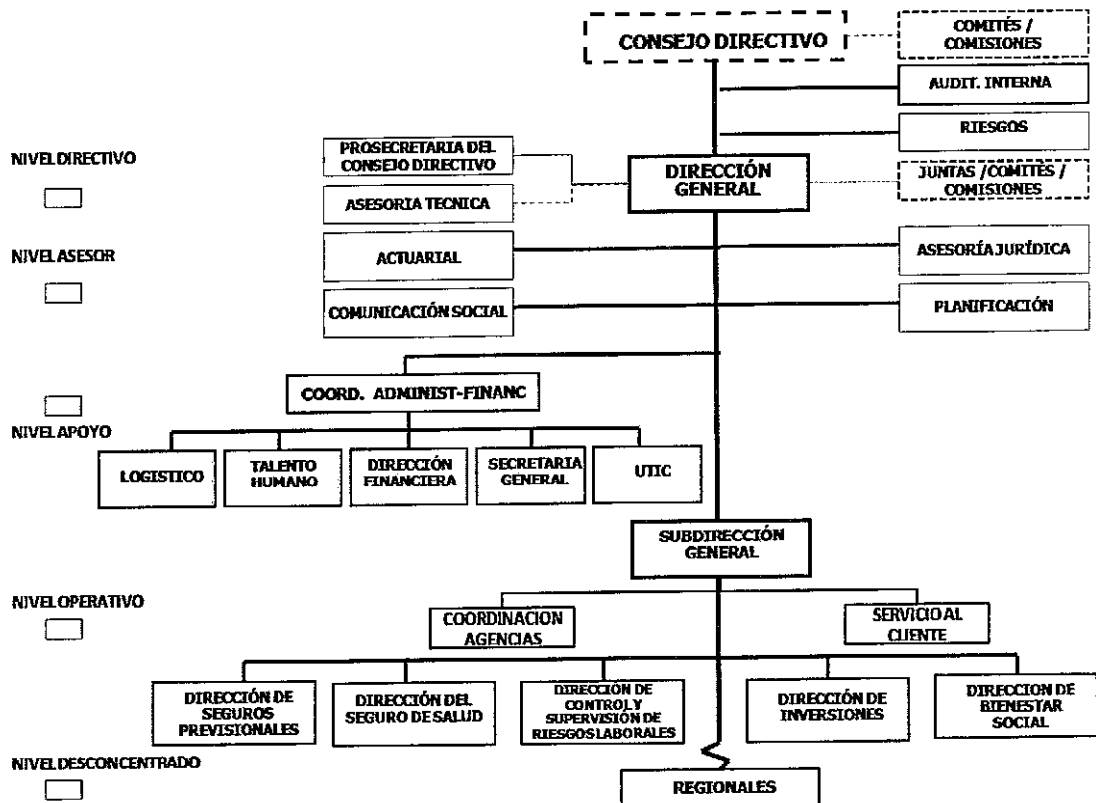 CONSEJO DIRECTIVO
COMITÉS /
COMISIONES
AUDIT. INTERNA
RIESGOS
NIVEL DIRECTIVO
PROSECRETARIA DEL
CONSEJO DIRECTIVO
DIRECCIÓN
GENERAL
JUNTAS /COMITÉS /
COMISIONES
ASESORIA TECNICA
NIVEL ASESOR
ACTUARIAL
ASESORÍA JURÍDICA
COMUNICACIÓN SOCIAL
PLANIFICACIÓN
COORD. ADMINIST-FINANC
NIVEL APOYO
LOGISTICO
TALENTO
HUMANO
DIRECCIÓN
FINANCIERA
SECRETARIA
GENERAL
UTIC
SUBDIRECCIÓN
GENERAL
NIVEL OPERATIVO
COORDINACION
AGENCIAS
SERVICIO AL
CLIENTE
DIRECCIÓN DE
SEGUROS
PREVISIONALES
DIRECCIÓN DEL
SEGURO DE SALUD
DIRECCIÓN DE
CONTROL Y
SUPERVISIÓN DE
RIESGOS LABORALES
DIRECCIÓN DE
INVERSIONES
DIRECCION DE
BIENESTAR
SOCIAL
NIVEL DESCONCENTRADO
REGIONALES